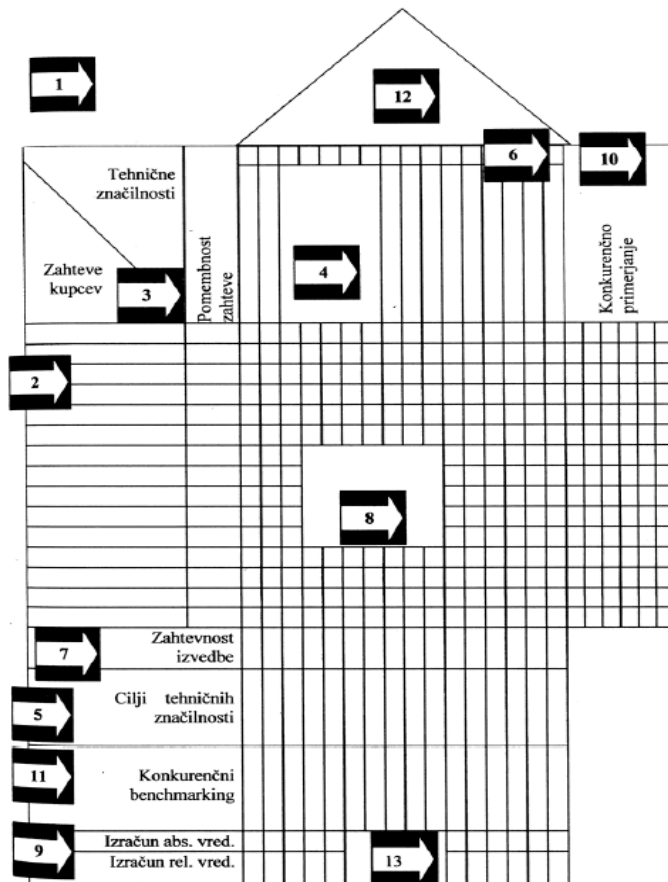 12
1
6
10
Tehnične
značilnosti
Zahteve
kupcev
3
Pomembnost
zahteve
4
Konkurenčno
primerjanje
2
8
7
Zahtevnost
izvedbe
5
Cilji tehničnih
značilnosti
11
Konkurenčni
benchmarking
9
Izračun abs. vred.
Izračun rel. vred.
13